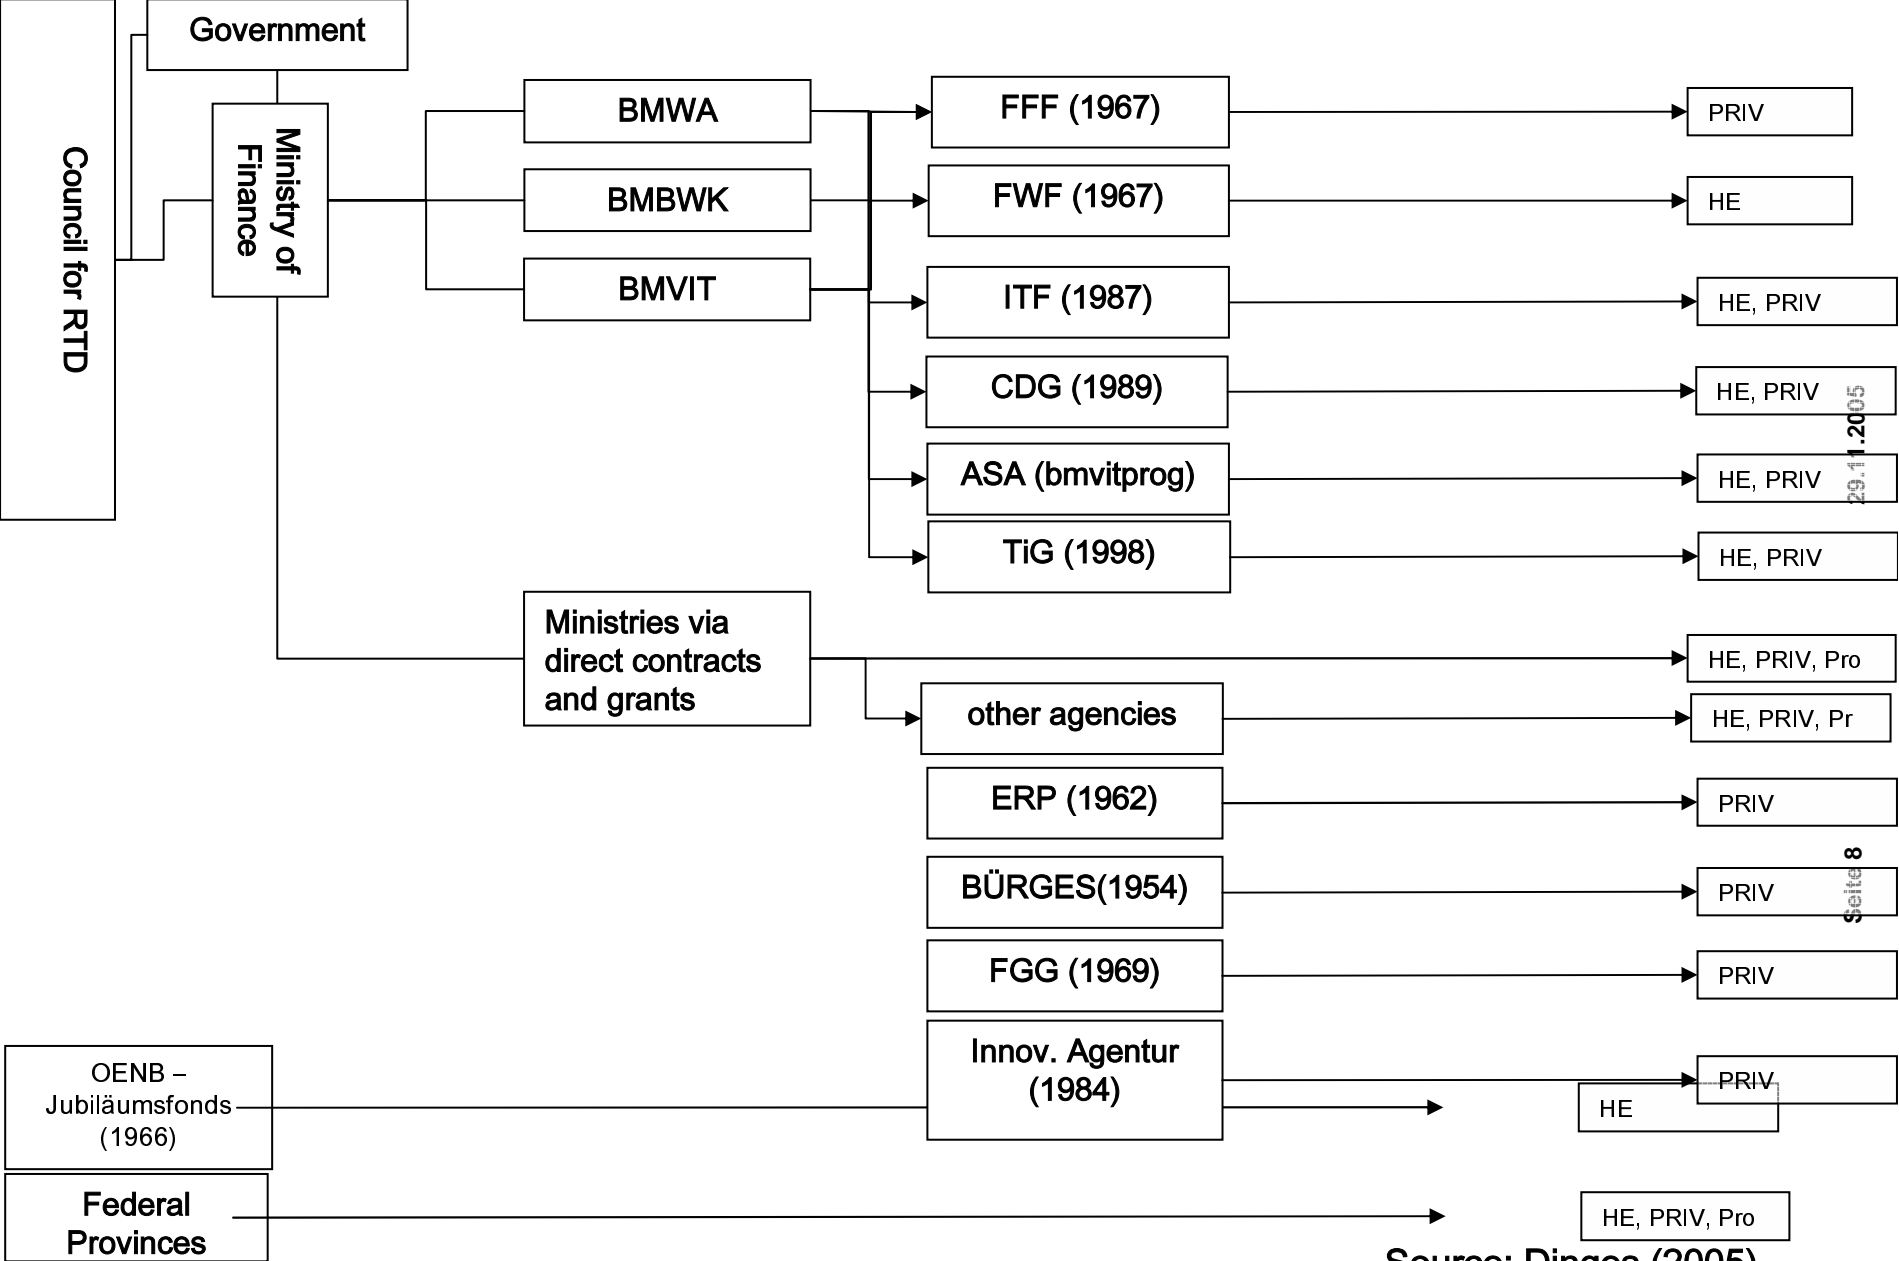 Government
Council for RTD
Ministry of
Finance
BMWA
BMBWK
BMVIT
FFF (1967)
PRIV
FWF (1967)
HE
ITF (1987)
HE, PRIV
CDG (1989)
HE, PRIV
ASA (bmvitprog)
HE, PRIV
TiG (1998)
HE, PRIV
29.11.2005
Ministries via
direct contracts
and grants
HE, PRIV, Pro
other agencies
HE, PRIV, Pr
ERP (1962)
PRIV
BÜRGES(1954)
PRIV
Seite 8
FGG (1969)
PRIV
Innov. Agentur
(1984)
PRIV
OENB –
Jubiläumsfonds
(1966)
HE
Federal
Provinces
HE, PRIV, Pro
Source: Dinges (2005)